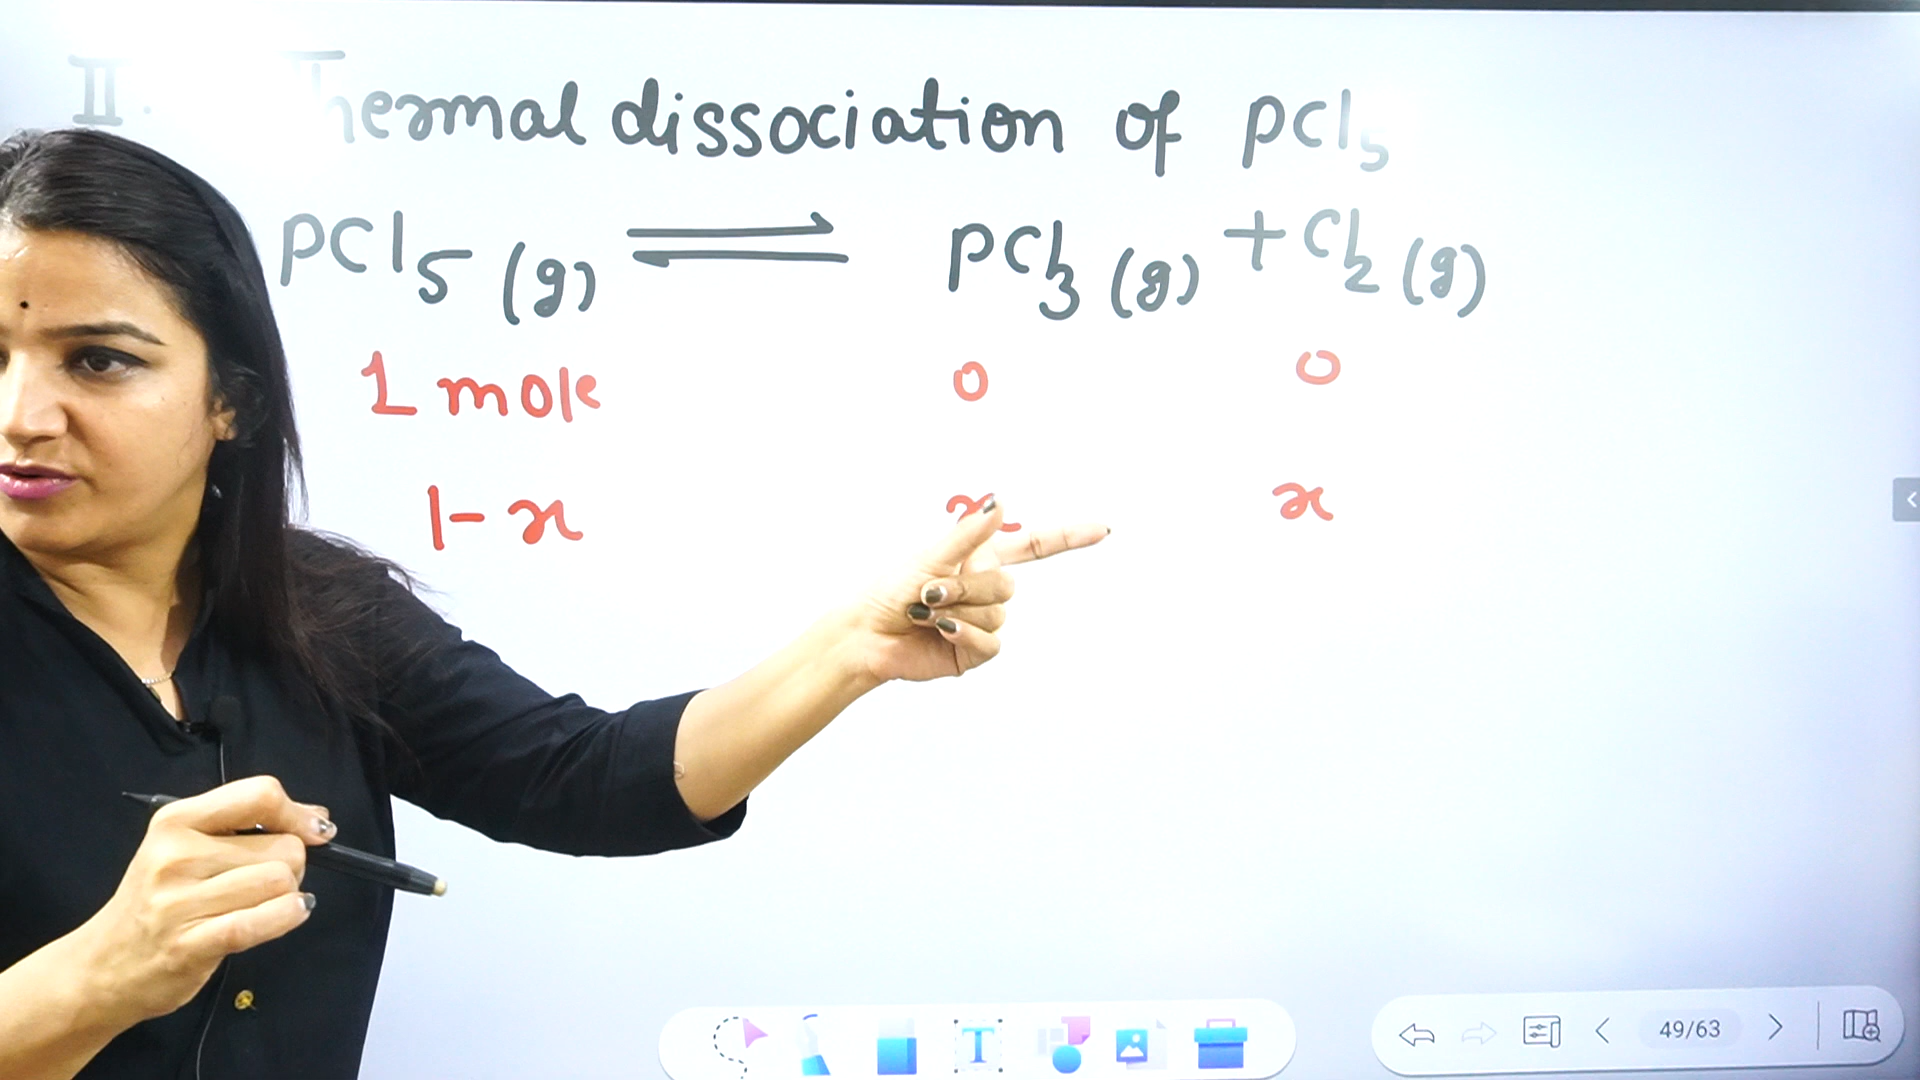 II. Thermal dissociation of PCl5
PCl5 (g) ⇌ PCl3 (g) + Cl2 (g)
1 mole 0 0
1-x x x
T
49/63